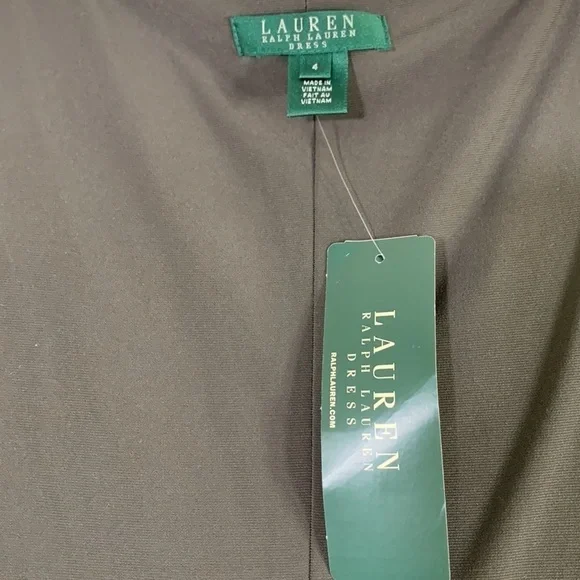 LAUREN
RALPH LAUREN
DRESS
4
MADE IN
VIETNAM
FAIT AU
VIETNAM
LAUREN
RALPH LAUREN
DRESS
RALPHLAUREN.COM